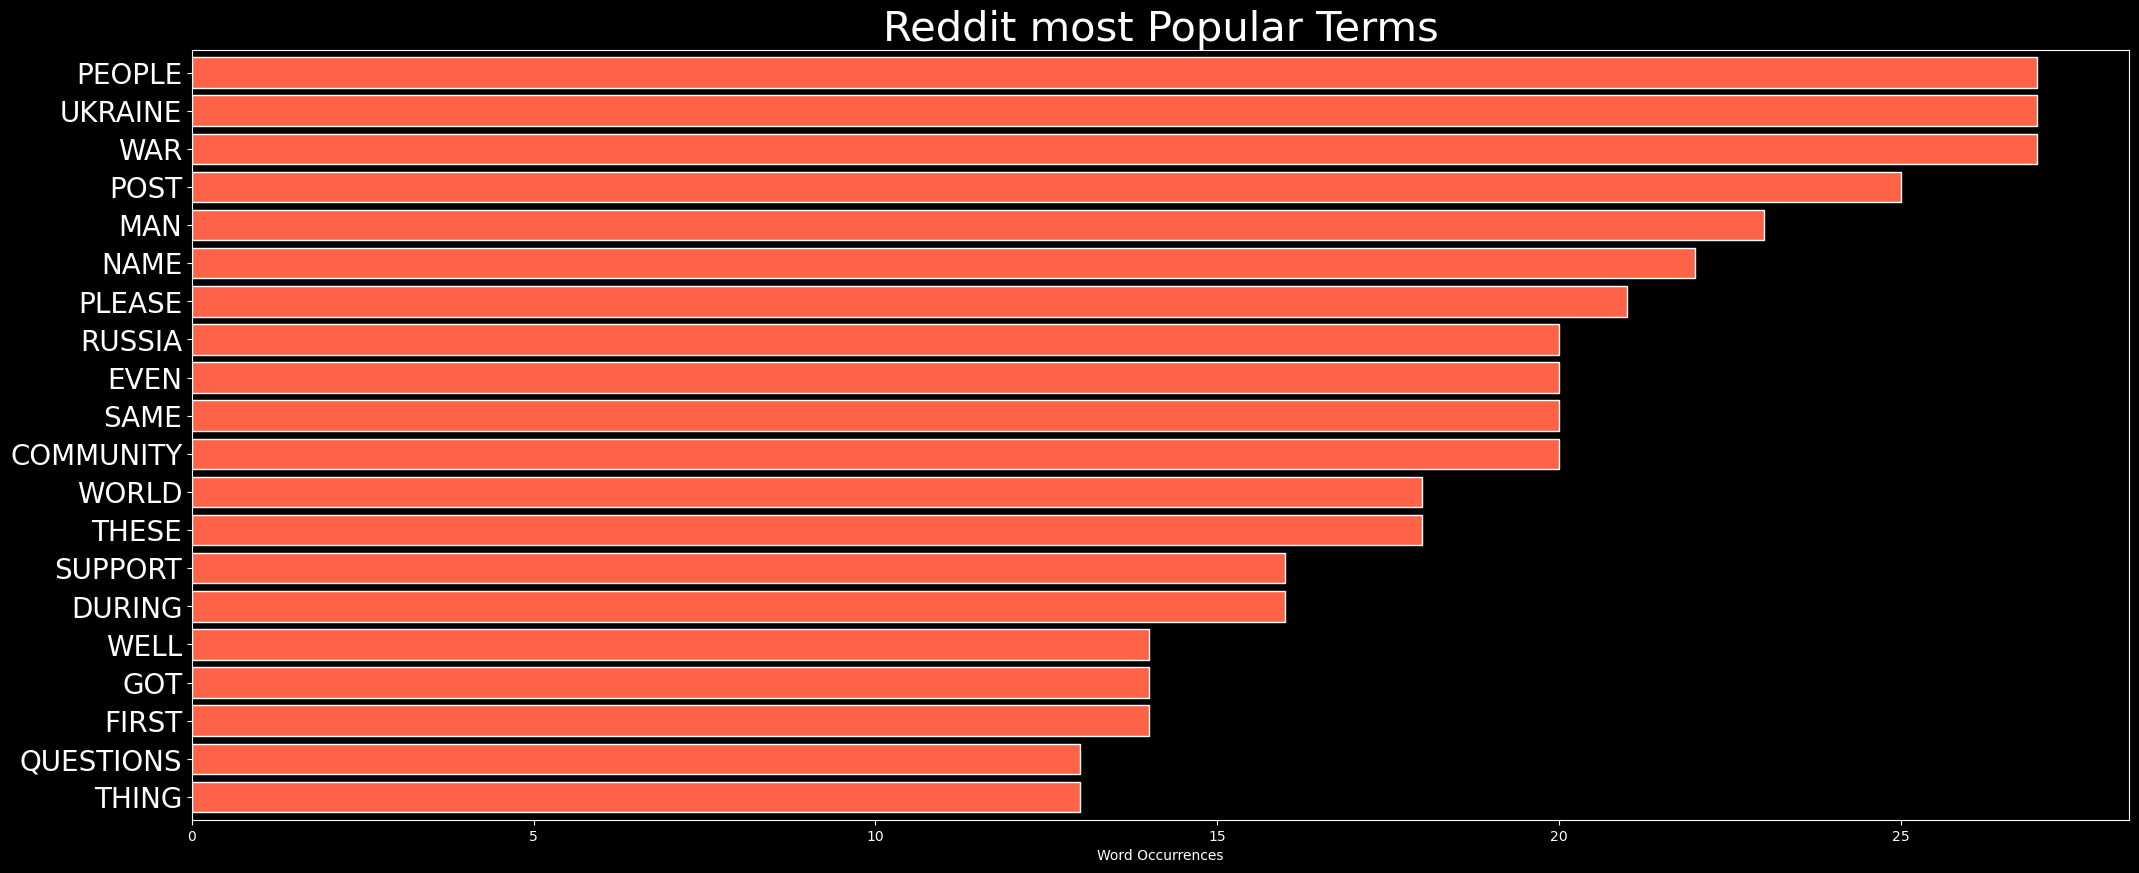 Reddit most Popular Terms
PEOPLE
UKRAINE
WAR
POST
MAN
NAME
PLEASE
RUSSIA
EVEN
SAME
COMMUNITY
WORLD
THESE
SUPPORT
DURING
WELL
GOT
FIRST
QUESTIONS
THING
0 5 10 15 20 25
Word Occurrences